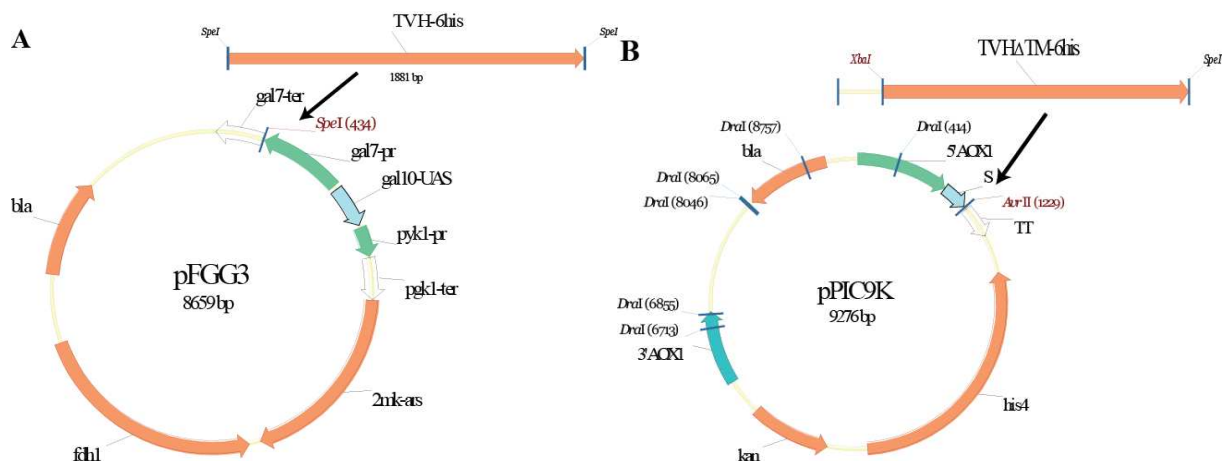 A
SpeI
TVH-6his
SpeI
1881 bp
gal7-ter
SpeI (434)
gal7-pr
gal10-UAS
pyk1-pr
pgk1-ter
bla
pFGG3
8659 bp
2mk-ars
fdh1
B
TVHΔTM-6his
XbaI
SpeI
DraI (8757)
bla
DraI (414)
5'AOX1
S
DraI (8065)
DraI (8046)
AvrII (1229)
TT
pPIC9K
9276 bp
DraI (6855)
DraI (6713)
3'AOX1
his4
kan